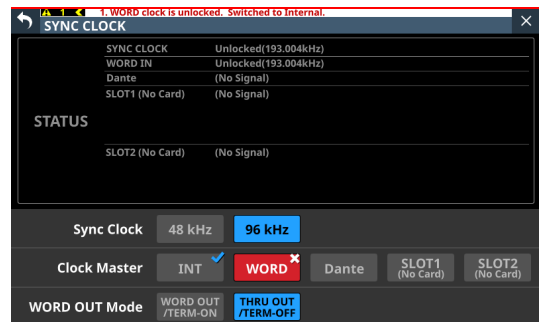 1 1. WORD clock is unlocked. Switched to Internal.
SYNC CLOCK
SYNC CLOCK Unlocked(193.004kHz)
WORD IN Unlocked(193.004kHz)
Dante (No Signal)
SLOT1 (No Card) (No Signal)
STATUS
SLOT2 (No Card) (No Signal)
Sync Clock 48 kHz 96 kHz
Clock Master INT WORD Dante SLOT1 (No Card) SLOT2 (No Card)
WORD OUT Mode WORD OUT /TERM-ON THRU OUT /TERM-OFF